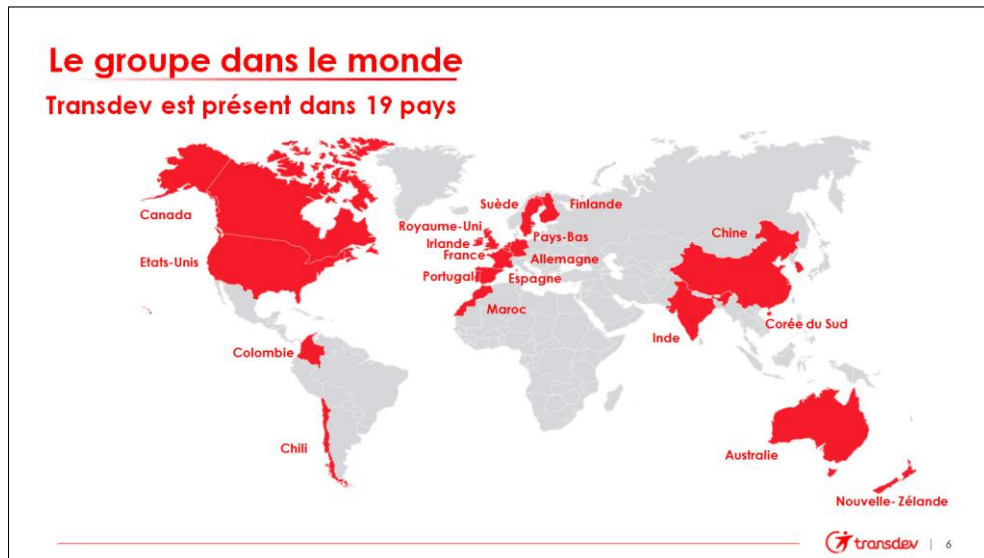 Le groupe dans le monde
Transdev est présent dans 19 pays
Canada
Etats-Unis
Colombie
Chili
Suède
Finlande
Royaume-Uni
Irlande
Pays-Bas
France
Allemagne
Portugal
Espagne
Maroc
Chine
Corée du Sud
Inde
Australie
Nouvelle- Zélande
transdev | 6